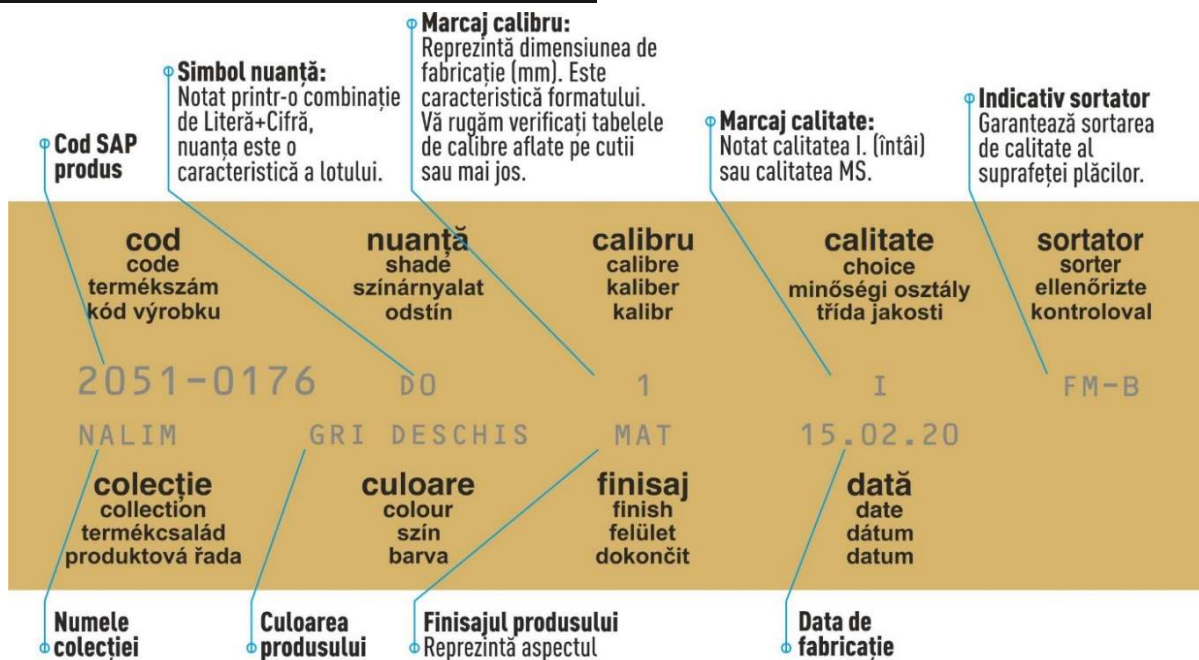 Marcaj calibru:
Reprezintă dimensiunea de
fabricație (mm). Este
caracteristică formatului.
Vă rugăm verificați tabelele
de calibre aflate pe cutii
sau mai jos.
Simbol nuanță:
Notat printr-o combinație
de Literă+Cifră,
nuanța este o
caracteristică a lotului.
Cod SAP
produs
Marcaj calitate:
Notat calitatea I. (întâi)
sau calitatea MS.
Indicativ sortator
Garantează sortarea
de calitate al
suprafeței plăcilor.
cod
code
termékszám
kód výrobku
nuanță
shade
színárnyalat
odstín
calibru
calibre
kaliber
kalibr
calitate
choice
minőségi osztály
třída jakosti
sortator
sorter
ellenőrizte
kontroloval
2051-0176 DO 1 I FM-B
NALIM GRI DESCHIS MAT 15.02.20
colecție
collection
termékcsalád
produktová řada
culoare
colour
szín
barva
finisaj
finish
felület
dokončit
dată
date
dátum
datum
Numele
colecției
Culoarea
produsului
Finisajul produsului
Reprezintă aspectul
Data de
fabricație